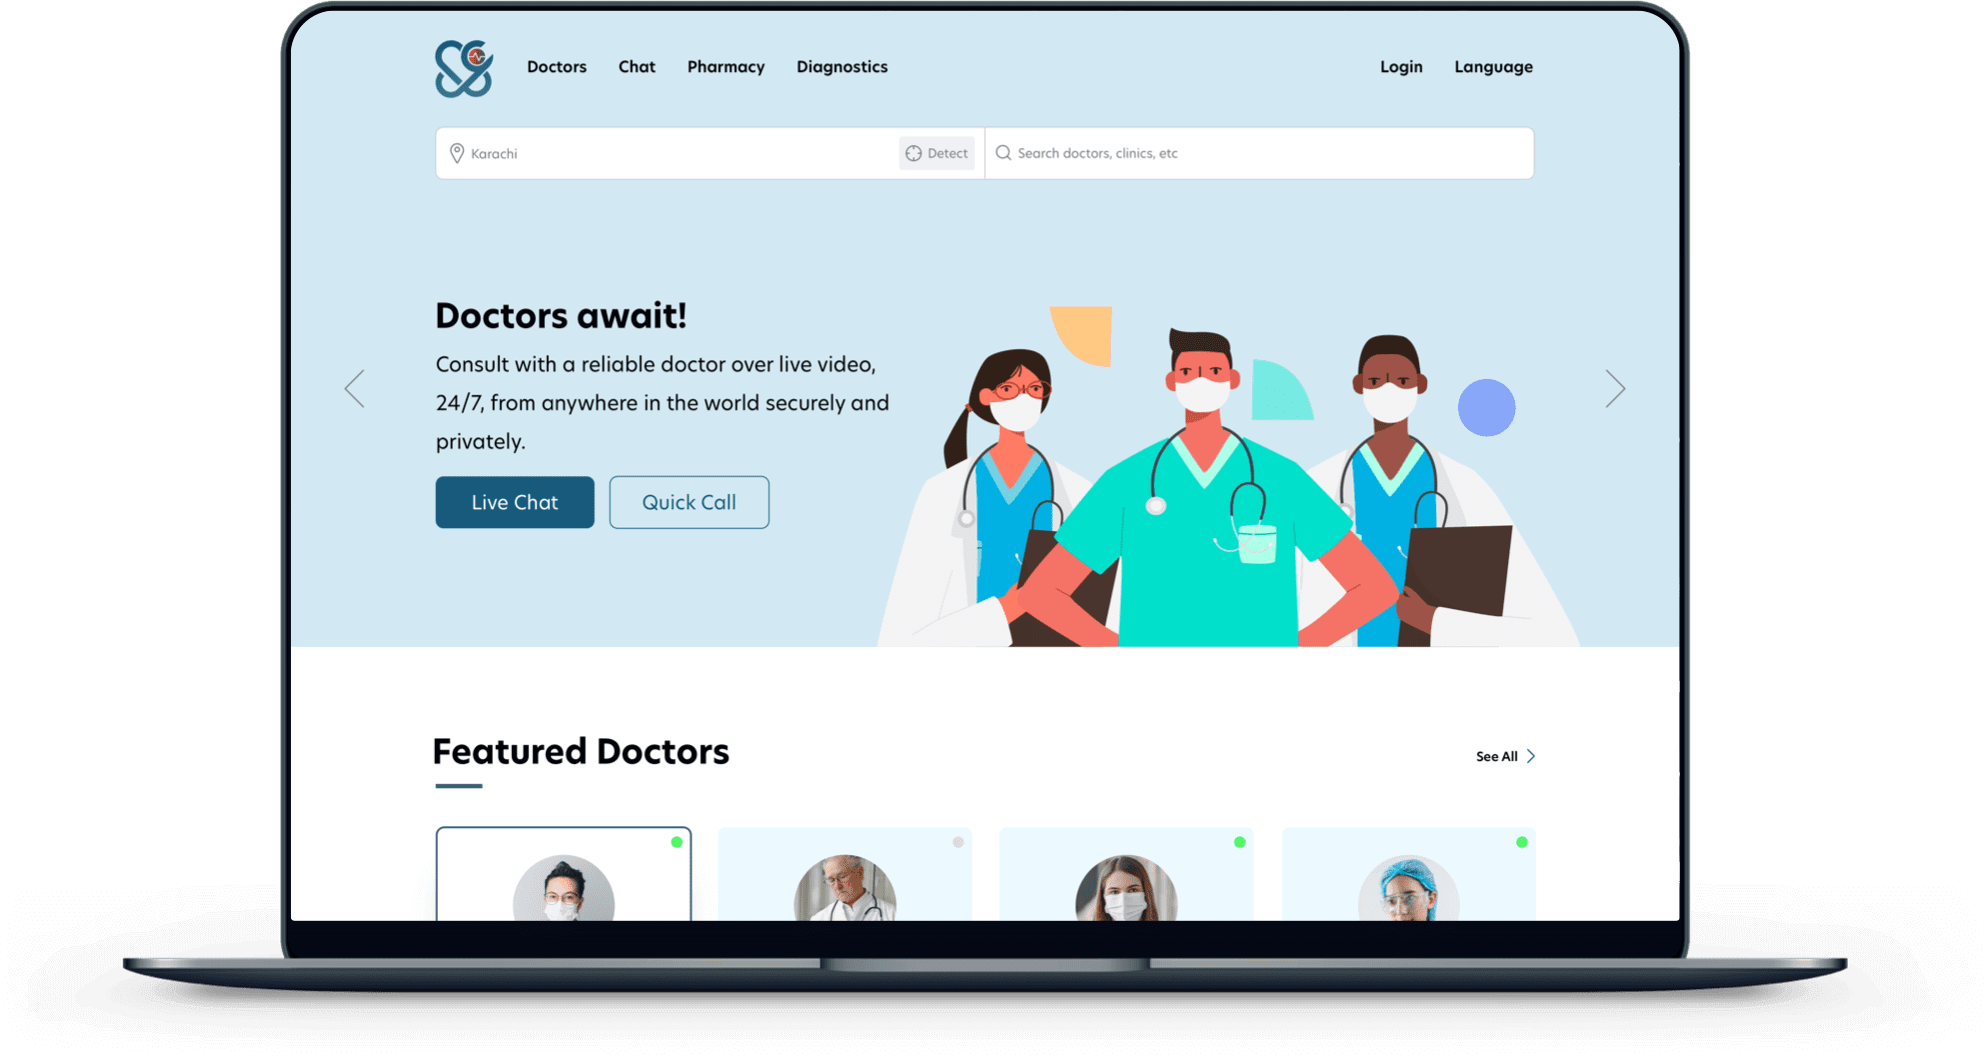 Doctors Chat Pharmacy Diagnostics Login Language
Karachi Detect Search doctors, clinics, etc
Doctors await!
Consult with a reliable doctor over live video,
24/7, from anywhere in the world securely and
privately.
Live Chat Quick Call
Featured Doctors See All